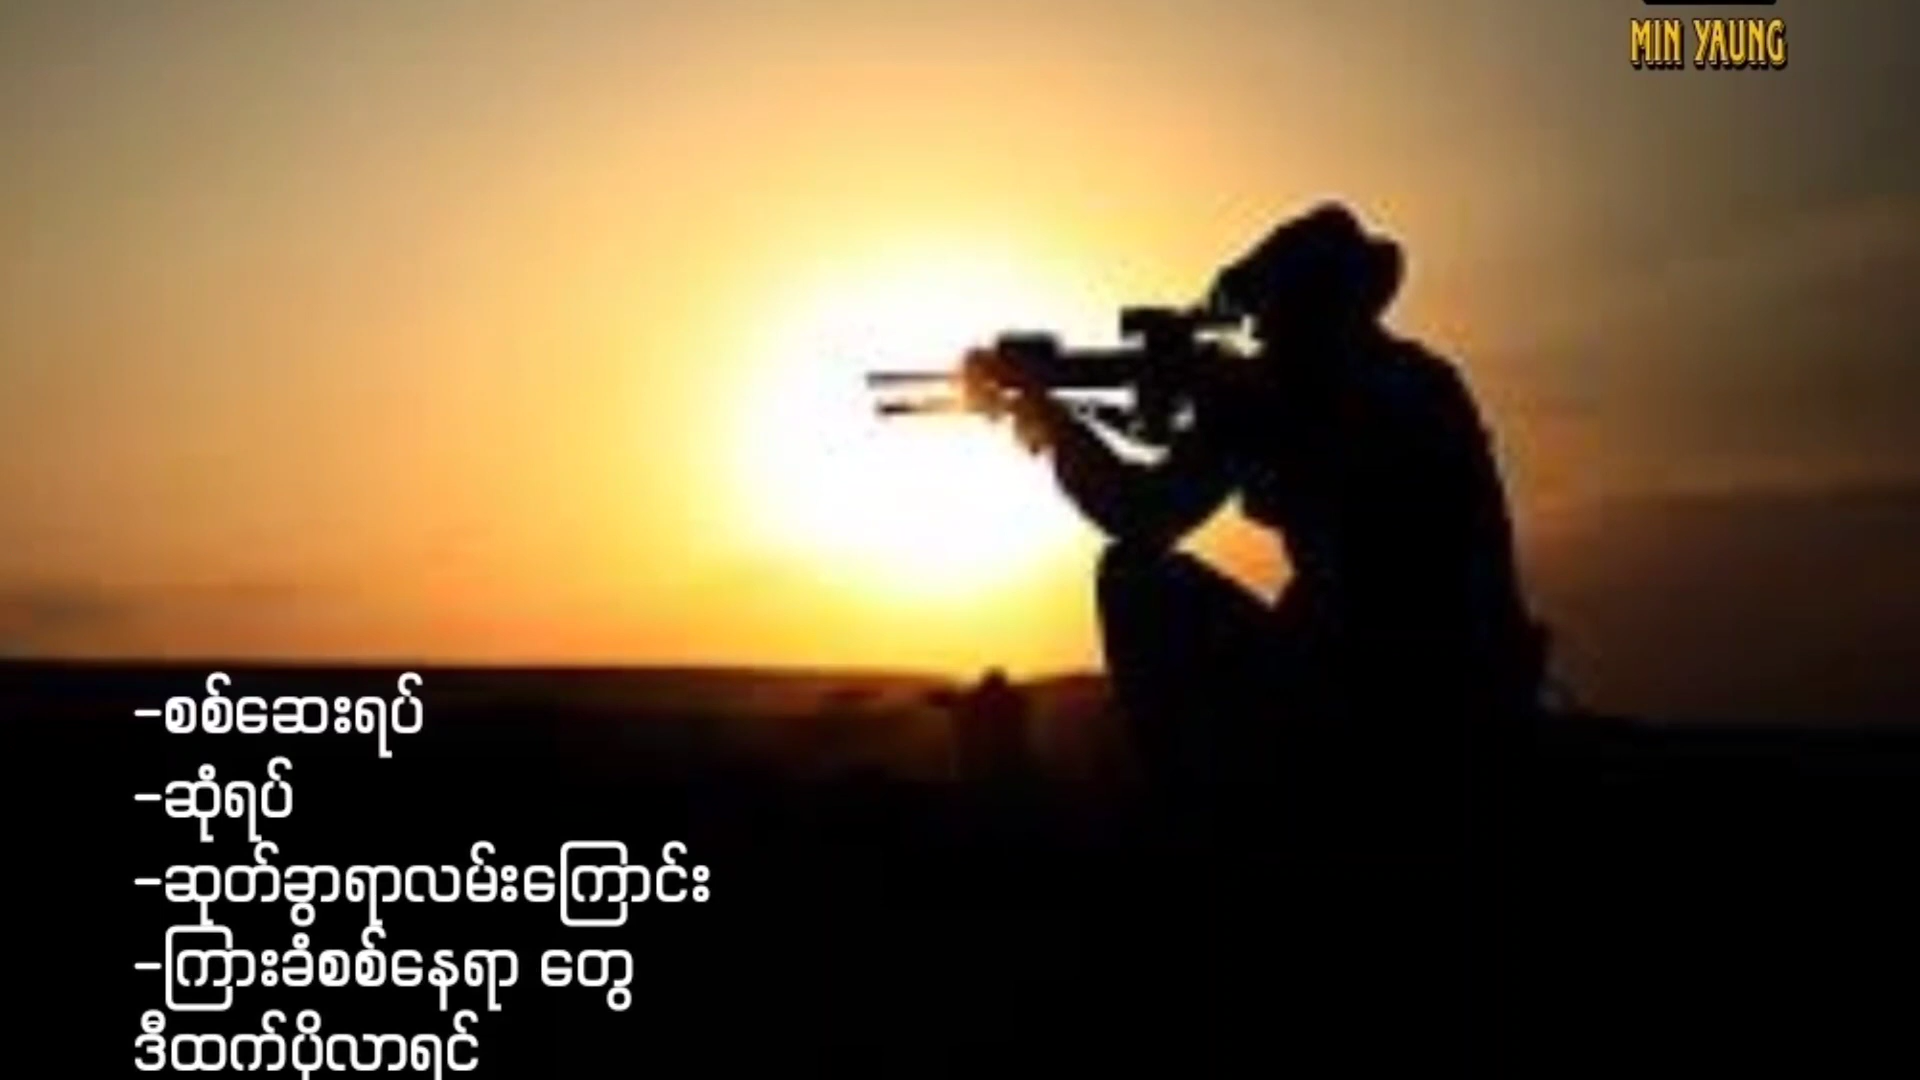 MIN YAUNG
-စစ်ဆေးရပ်
-ဆုံရပ်
-ဆုတ်ခွာရာလမ်းကြောင်း
-ကြားခံစစ်နေရာ တွေ
ဒီထက်ပိုလာရင်